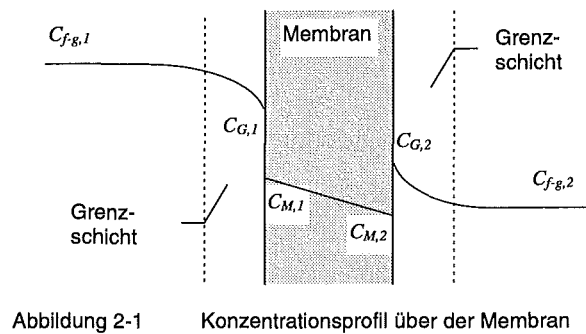 C_{f-g,1}
Membran
Grenz-
schicht
C_{G,1}
C_{G,2}
C_{f-g,2}
Grenz-
schicht
C_{M,1}
C_{M,2}
Abbildung 2-1 Konzentrationsprofil über der Membran